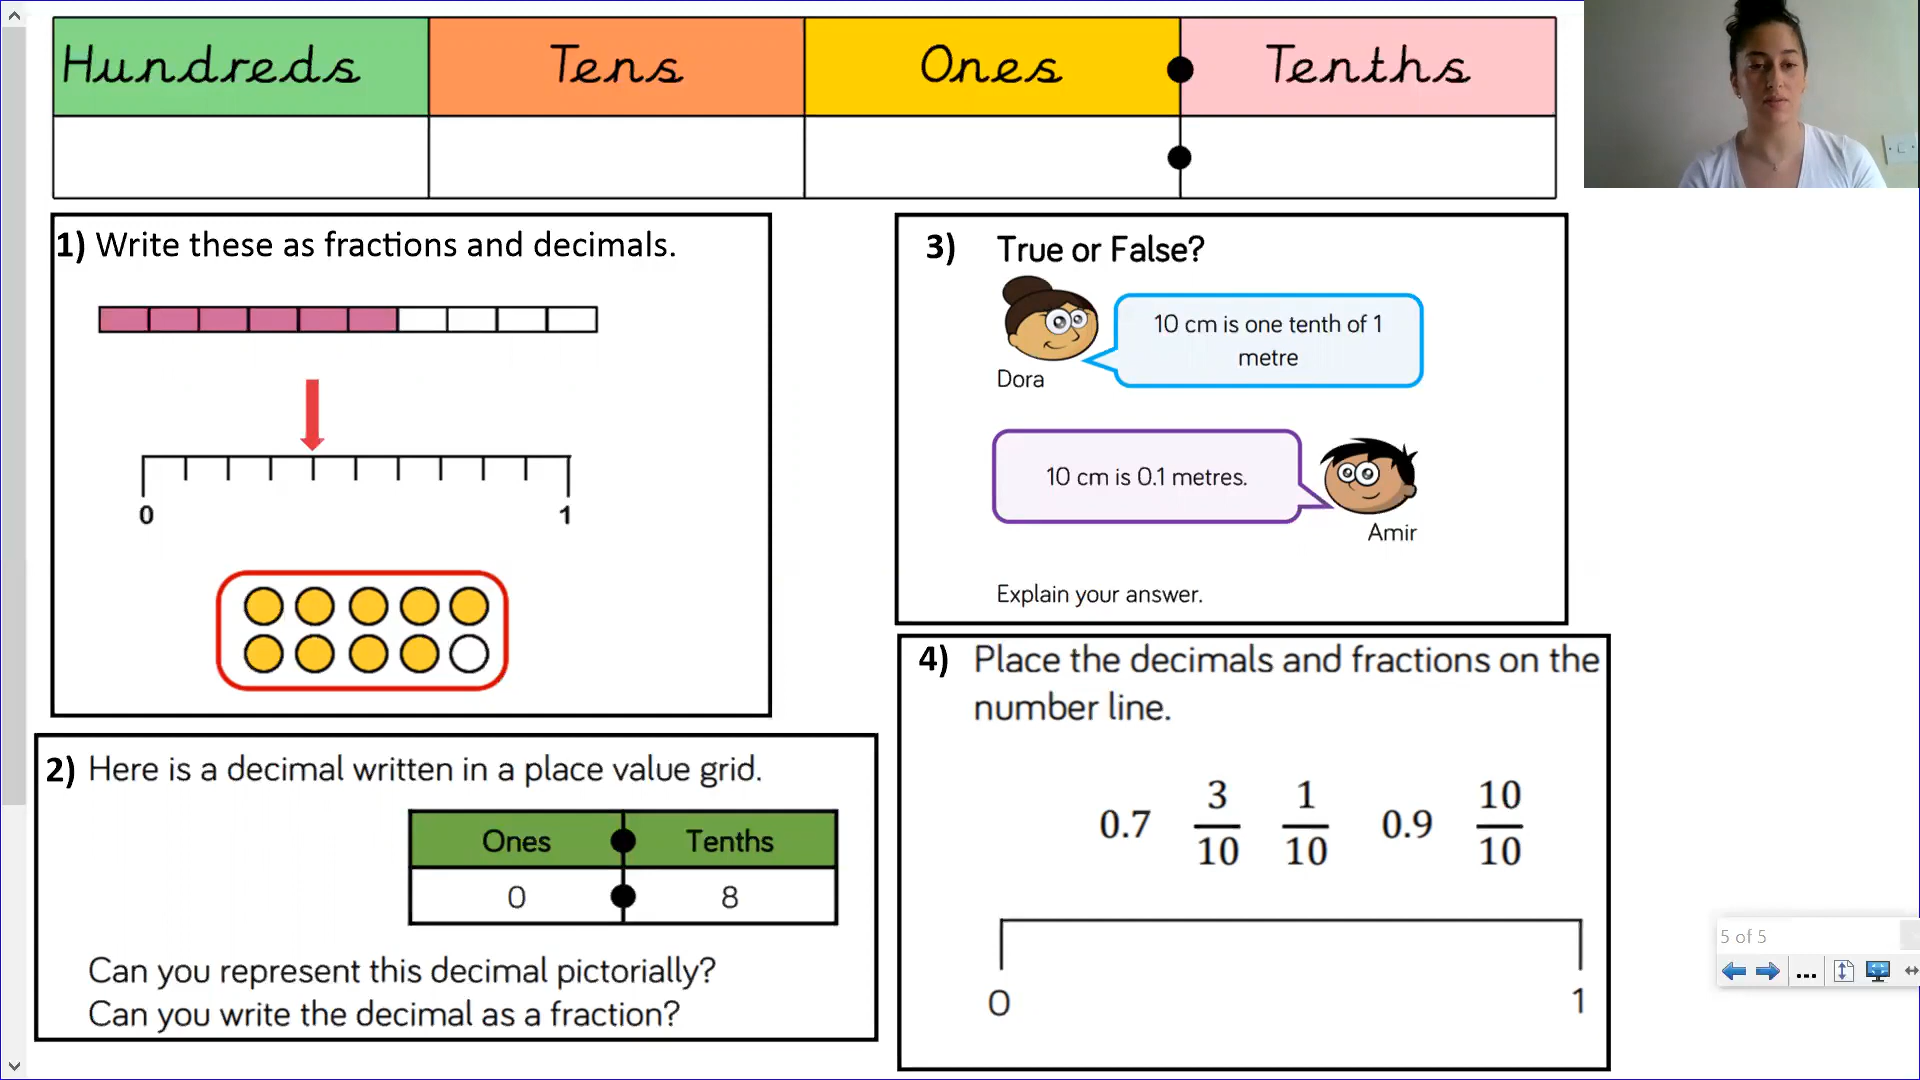 Hundreds Tens Ones Tenths
1) Write these as fractions and decimals.
0 1
2) Here is a decimal written in a place value grid.
Ones Tenths
0 8
Can you represent this decimal pictorially?
Can you write the decimal as a fraction?
3) True or False?
10 cm is one tenth of 1
metre
Dora
10 cm is 0.1 metres.
Amir
Explain your answer.
4) Place the decimals and fractions on the
number line.
0.7 3/10 1/10 0.9 10/10
0 1
5 of 5